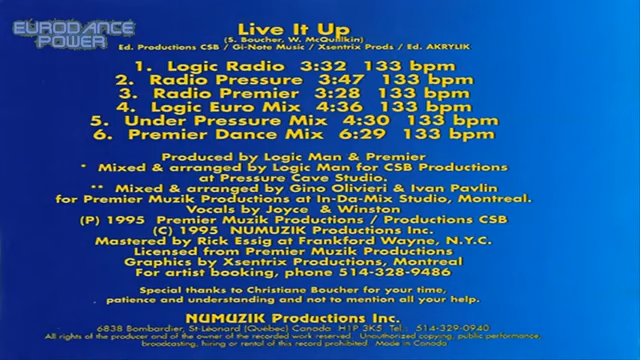 EURODANCE
POWER
Live It Up
(S. Boucher, W. McQuilkin)
Ed. Productions CSB / Gi-Note Music / Xsentrix Prods / Ed. AKRYLIK
1. Logic Radio 3:32 133 bpm
2. Radio Pressure 3:47 133 bpm
3. Radio Premier 3:28 133 bpm
4. Logic Euro Mix 4:36 133 bpm
5. Under Pressure Mix 4:30 133 bpm
6. Premier Dance Mix 6:29 133 bpm
Produced by Logic Man & Premier
* Mixed & arranged by Logic Man for CSB Productions
at Pressure Cave Studio.
** Mixed & arranged by Gino Olivieri & Ivan Pavlin
for Premier Muzik Productions at In-Da-Mix Studio, Montreal.
Vocals by Joyce & Winston
(P) 1995 Premier Muzik Productions / Productions CSB
(C) 1995 NUMUZIK Productions Inc.
Mastered by Rick Essig at Frankford Wayne, N.Y.C.
Licensed from Premier Muzik Productions
Graphics by Xsentrix Productions, Montreal
For artist booking, phone 514-328-9486
Special thanks to Christiane Boucher for your time,
patience and understanding and not to mention all your help.
NUMUZIK Productions Inc.
6838 Bombardier, St-Léonard (Québec) Canada H1P 3K5 Tel.: 514-329-0940
All rights of the producer and of the owner of the recorded work reserved. Unauthorized copying, public performance,
broadcasting, hiring or rental of this record prohibited. Made in Canada